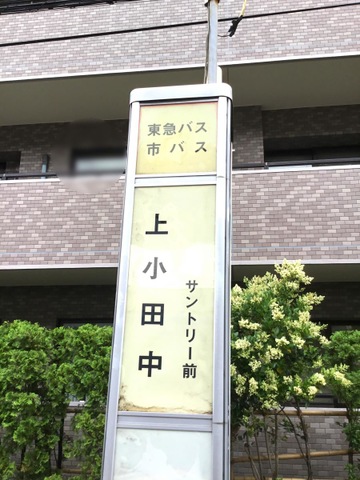 東急バス
市バス
上小田中
サントリー前